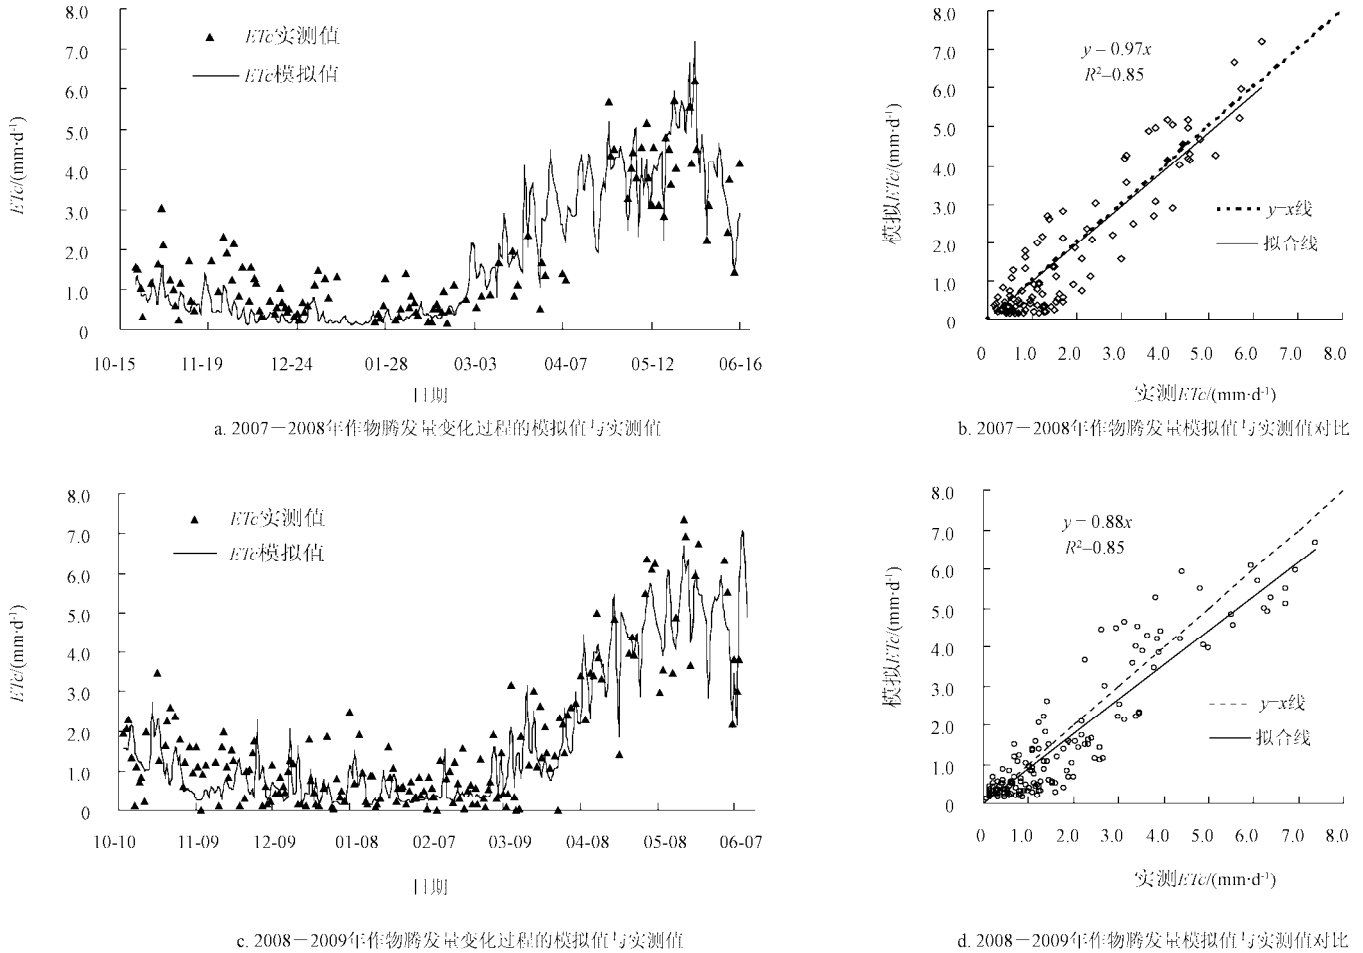 ETc/(mm·d⁻¹)
8.0
7.0
6.0
5.0
4.0
3.0
2.0
1.0
0
ETc实测值
ETc模拟值
10-15 11-19 12-24 01-28 03-03 04-07 05-12 06-16
日期
a. 2007－2008年作物腾发量变化过程的模拟值与实测值
模拟ETc/(mm·d⁻¹)
8.0
7.0
6.0
5.0
4.0
3.0
2.0
1.0
0
y=0.97x
R²=0.85
y=x线
拟合线
0 1.0 2.0 3.0 4.0 5.0 6.0 7.0 8.0
实测ETc/(mm·d⁻¹)
b. 2007－2008年作物腾发量模拟值与实测值对比
ETc/(mm·d⁻¹)
8.0
7.0
6.0
5.0
4.0
3.0
2.0
1.0
0
ETc实测值
ETc模拟值
10-10 11-09 12-09 01-08 02-07 03-09 04-08 05-08 06-07
日期
c. 2008－2009年作物腾发量变化过程的模拟值与实测值
模拟ETc/(mm·d⁻¹)
8.0
7.0
6.0
5.0
4.0
3.0
2.0
1.0
0
y=0.88x
R²=0.85
y=x线
拟合线
0 1.0 2.0 3.0 4.0 5.0 6.0 7.0 8.0
实测ETc/(mm·d⁻¹)
d. 2008－2009年作物腾发量模拟值与实测值对比